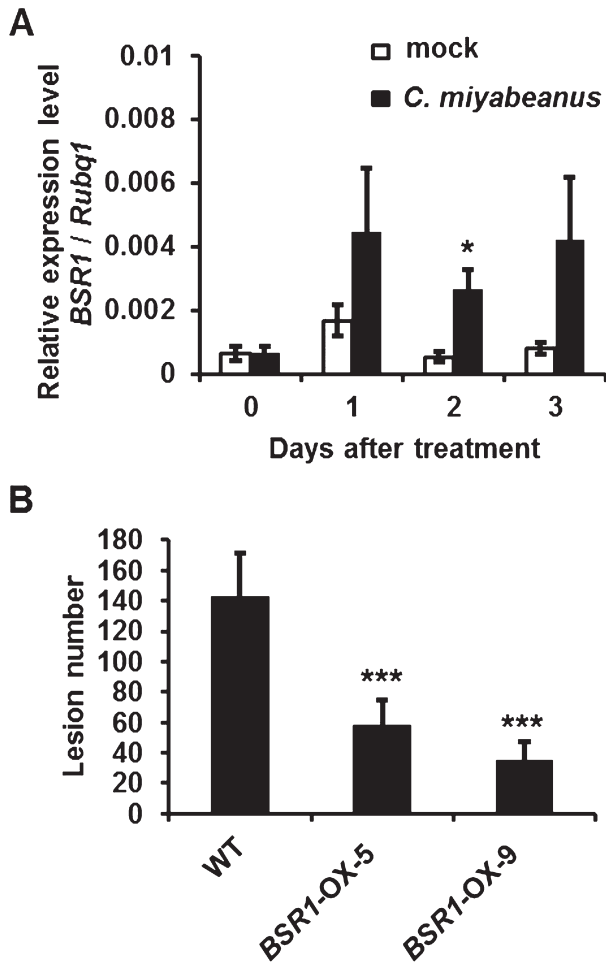 A
mock
C. miyabeanus
Relative expression level
BSR1 / Rubq1
0.01
0.008
0.006
0.004
0.002
0
*
0 1 2 3
Days after treatment
B
Lesion number
180
160
140
120
100
80
60
40
20
0
***
***
WT
BSR1-OX-5
BSR1-OX-9